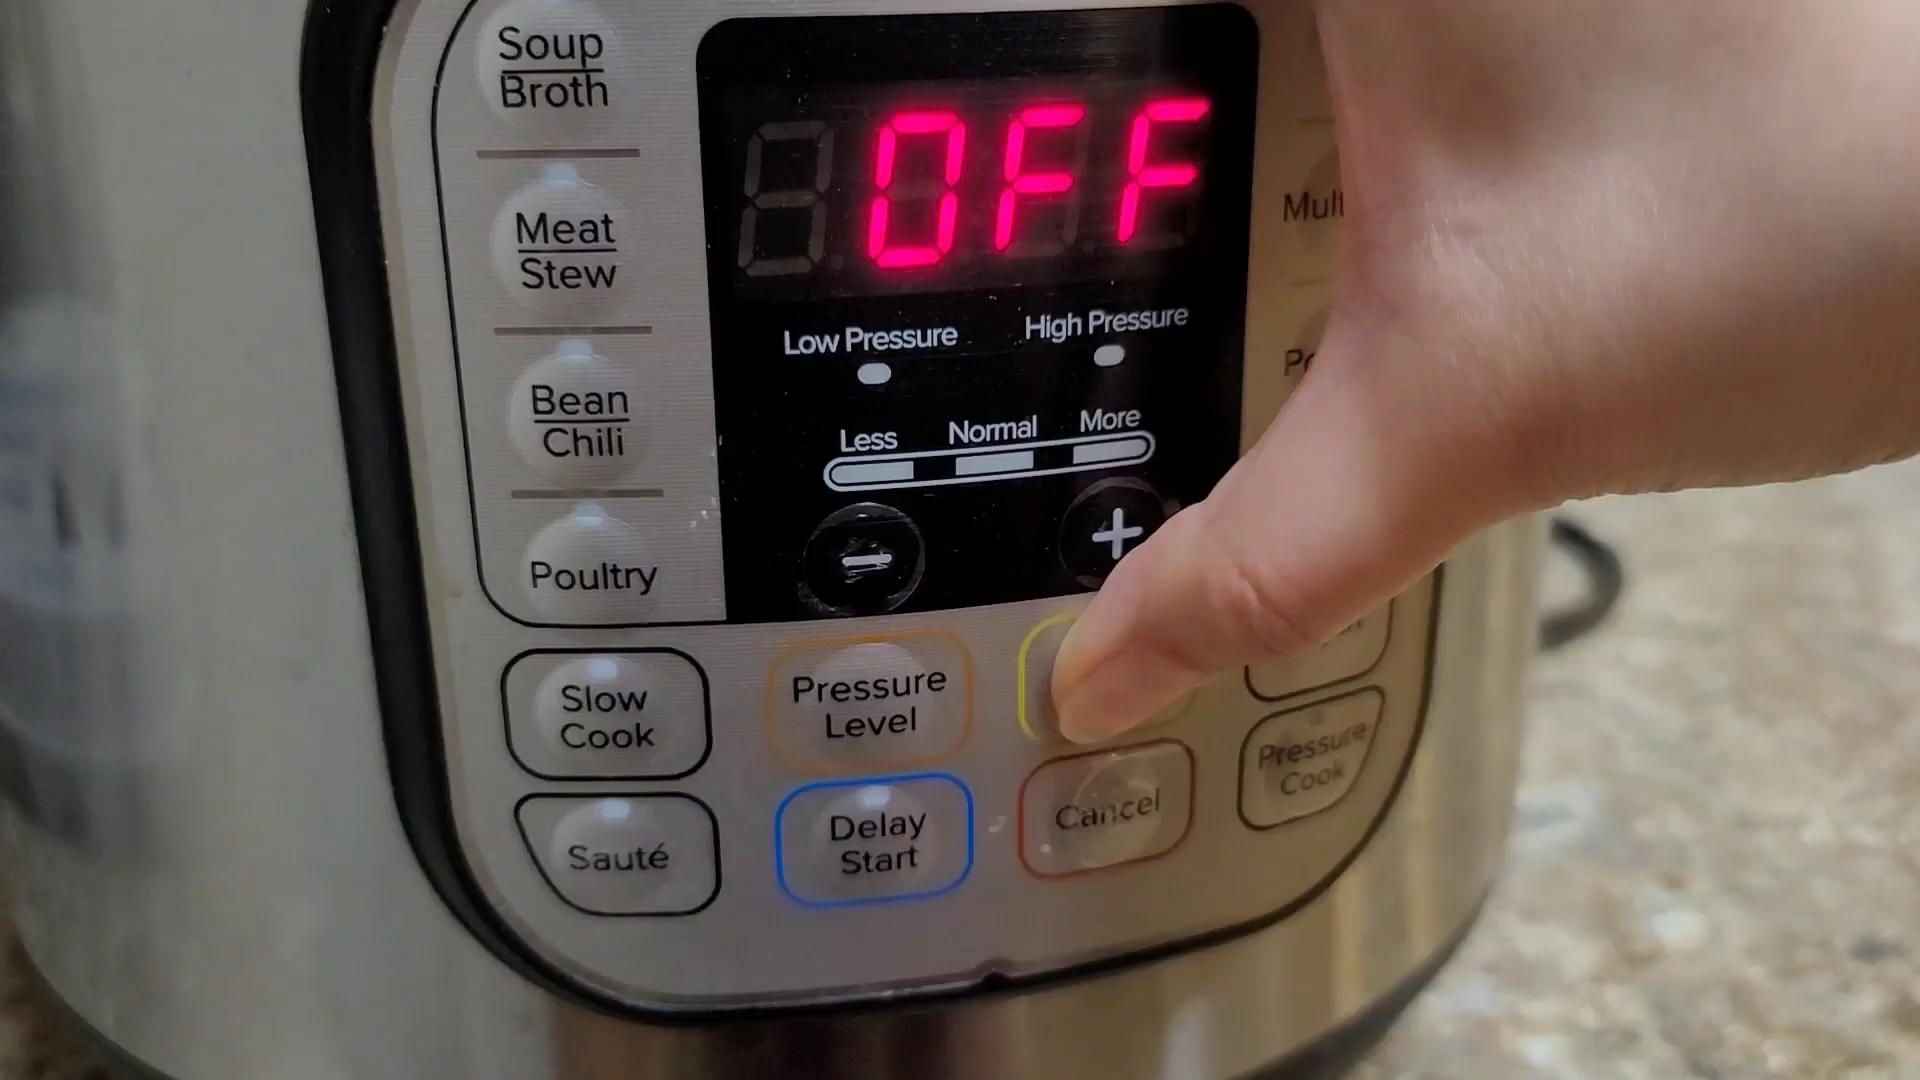 Soup
Broth
Meat
Stew
Bean
Chili
Poultry
Slow
Cook
Sauté
OFF
Low Pressure
High Pressure
Less
Normal
More
−
+
Pressure
Level
Delay
Start
Cancel
Pressure
Cook